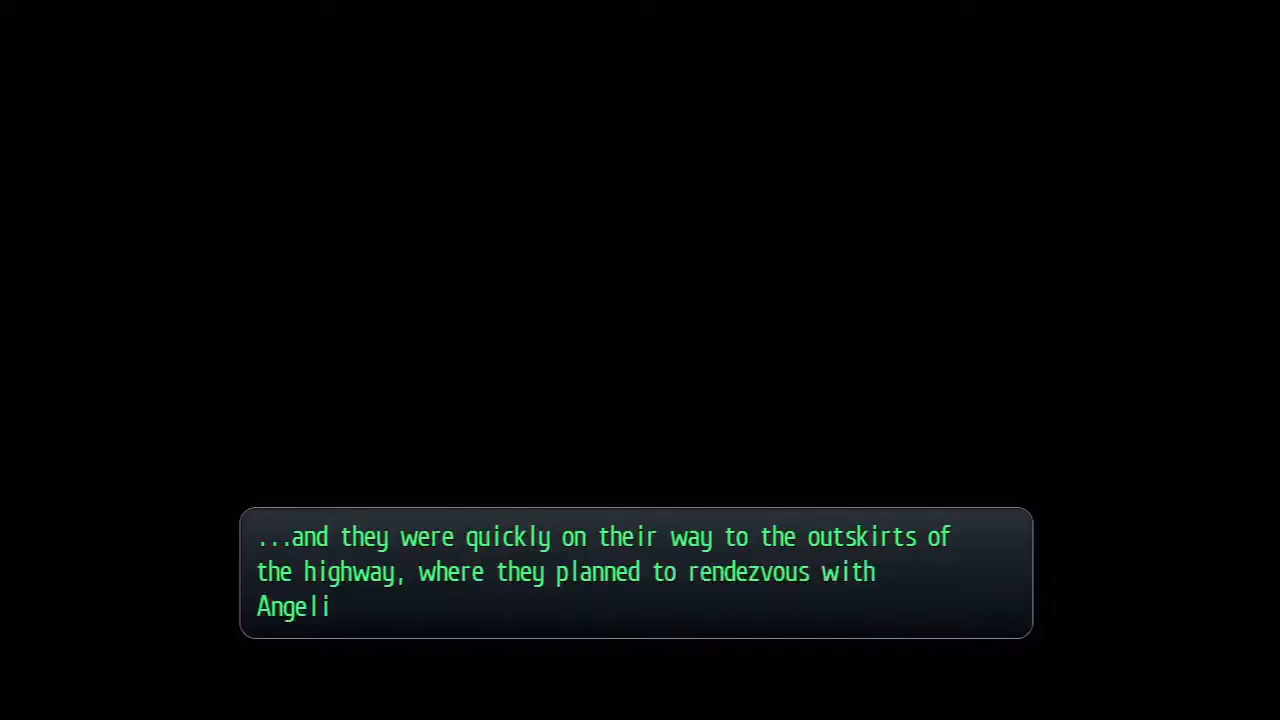 ...and they were quickly on their way to the outskirts of
the highway, where they planned to rendezvous with
Angeli